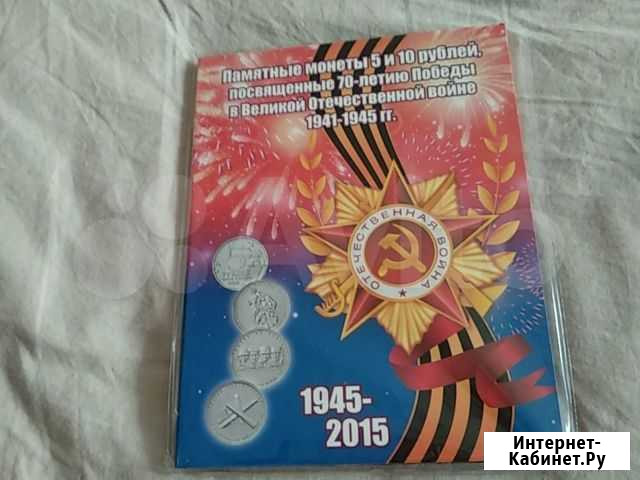 Памятные монеты 5 и 10 рублей,
посвященные 70-летию Победы
в Великой Отечественной войне
1941-1945 гг.
ОТЕЧЕСТВЕННАЯ ВОЙНА
1945-
2015
Интернет-
Кабинет.Ру